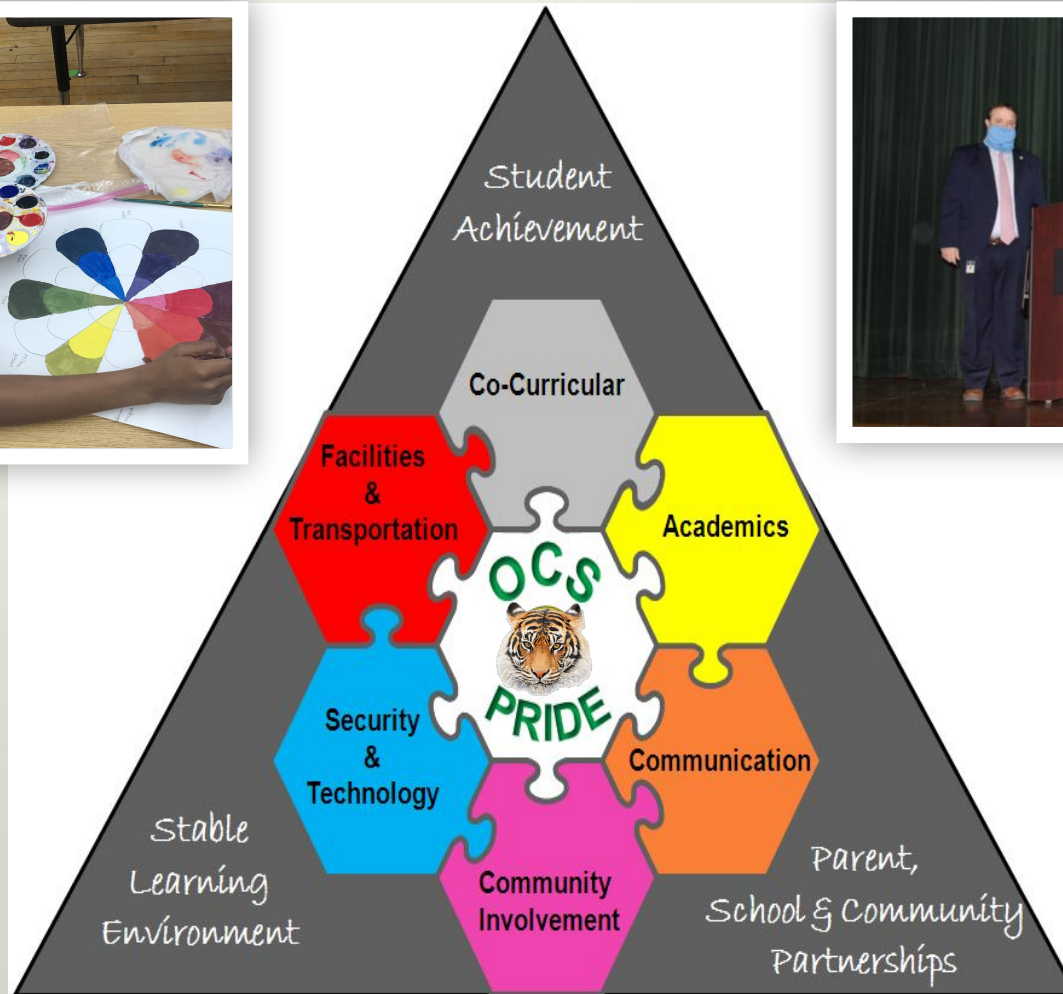 Student
Achievement
Co-Curricular
Facilities
&
Transportation
Academics
OCS
PRIDE
Security
&
Technology
Communication
Community
Involvement
Stable
Learning
Environment
Parent,
School & Community
Partnerships